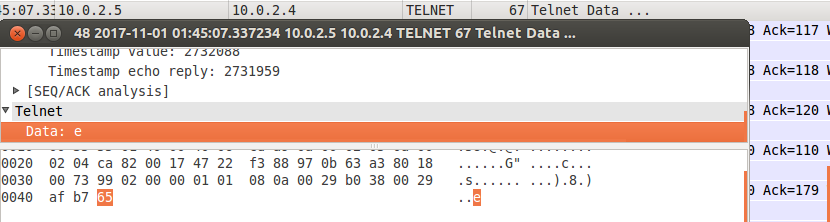 45:07.33 10.0.2.5 10.0.2.4 TELNET 67 Telnet Data ...
48 2017-11-01 01:45:07.337234 10.0.2.5 10.0.2.4 TELNET 67 Telnet Data ...
3 Ack=117 W
Timestamp value: 2732088
Timestamp echo reply: 2731959
3 Ack=118 W
[SEQ/ACK analysis]
Telnet
3 Ack=120 W
Data: e
0 Ack=110 W
0020 02 04 ca 82 00 17 47 22 f3 88 97 0b 63 a3 80 18 ......G" ....c...
0030 00 73 99 02 00 00 01 01 08 0a 00 29 b0 38 00 29 .s...... ...).8.)
0 Ack=179
0040 af b7 65 ..e